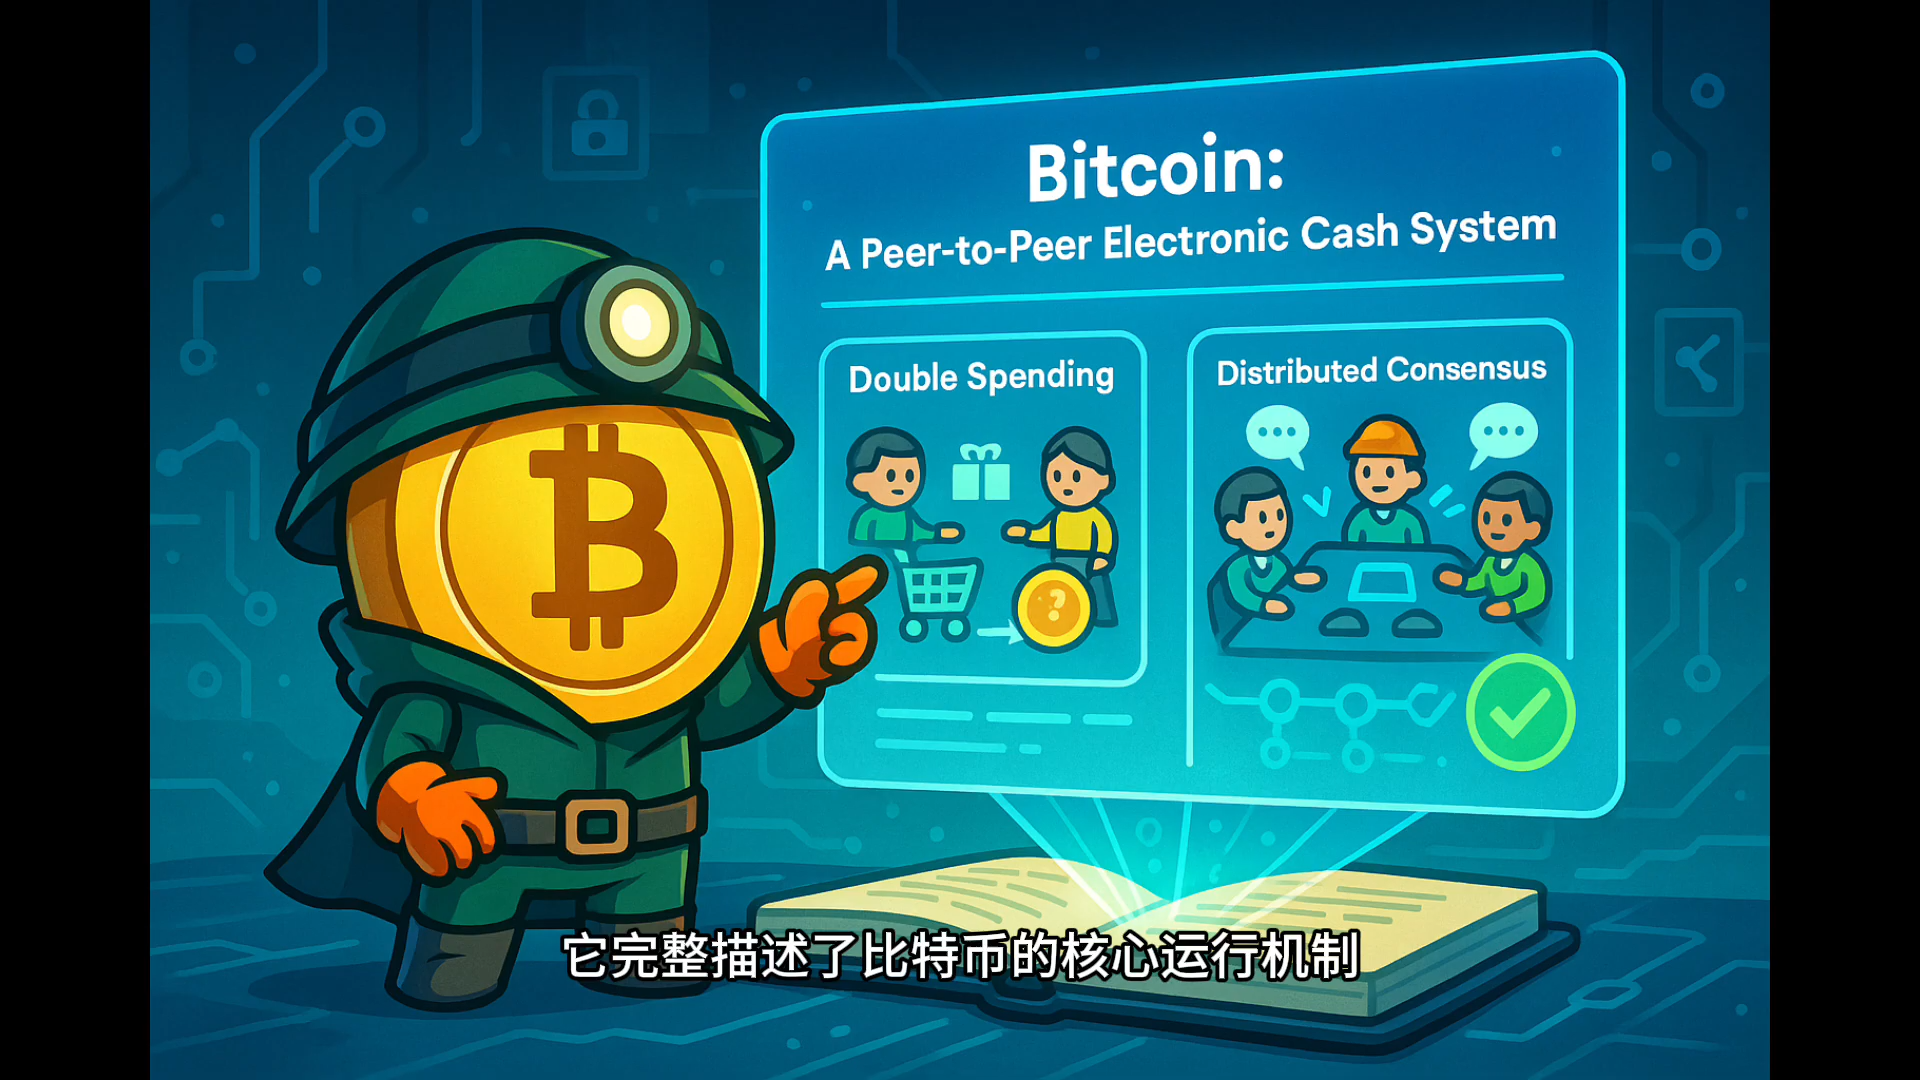 Bitcoin:
A Peer-to-Peer Electronic Cash System
Double Spending
Distributed Consensus
它完整描述了比特币的核心运行机制